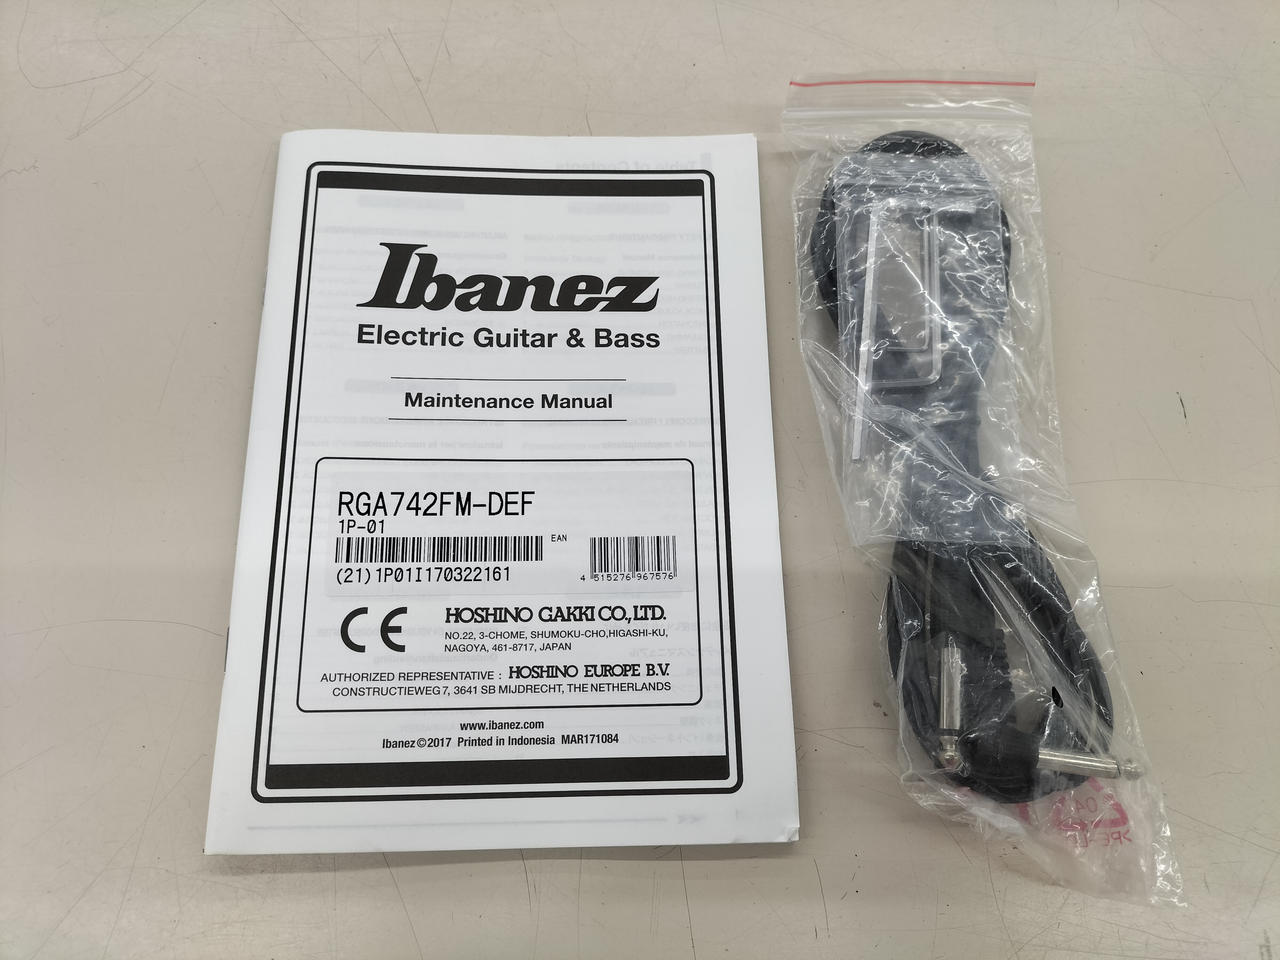 Ibanez
Electric Guitar & Bass
Maintenance Manual
RGA742FM-DEF
1P-01
EAN
(21)1P01I170322161
4 515276 967576
CE
HOSHINO GAKKI CO.,LTD.
NO.22, 3-CHOME, SHUMOKU-CHO,HIGASHI-KU,
NAGOYA, 461-8717, JAPAN
AUTHORIZED REPRESENTATIVE : HOSHINO EUROPE B.V.
CONSTRUCTIEWEG 7, 3641 SB MIJDRECHT, THE NETHERLANDS
www.ibanez.com
Ibanez©2017 Printed in Indonesia MAR171084
04